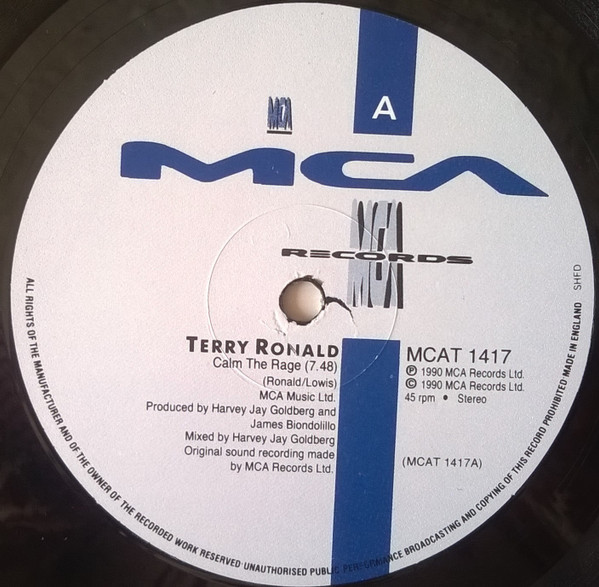 A
MCA
MCA
MCA
RECORDS
TERRY RONALD
Calm The Rage (7.48)
(Ronald/Lowis)
MCA Music Ltd.
Produced by Harvey Jay Goldberg and
James Biondolillo
Mixed by Harvey Jay Goldberg
Original sound recording made
by MCA Records Ltd.
MCAT 1417
Ⓟ 1990 MCA Records Ltd.
© 1990 MCA Records Ltd.
45 rpm • Stereo
(MCAT 1417A)
ALL RIGHTS OF THE MANUFACTURER AND OF THE OWNER OF THE RECORDED WORK RESERVED UNAUTHORISED PUBLIC PERFORMANCE BROADCASTING AND COPYING OF THIS RECORD PROHIBITED MADE IN ENGLAND SHED